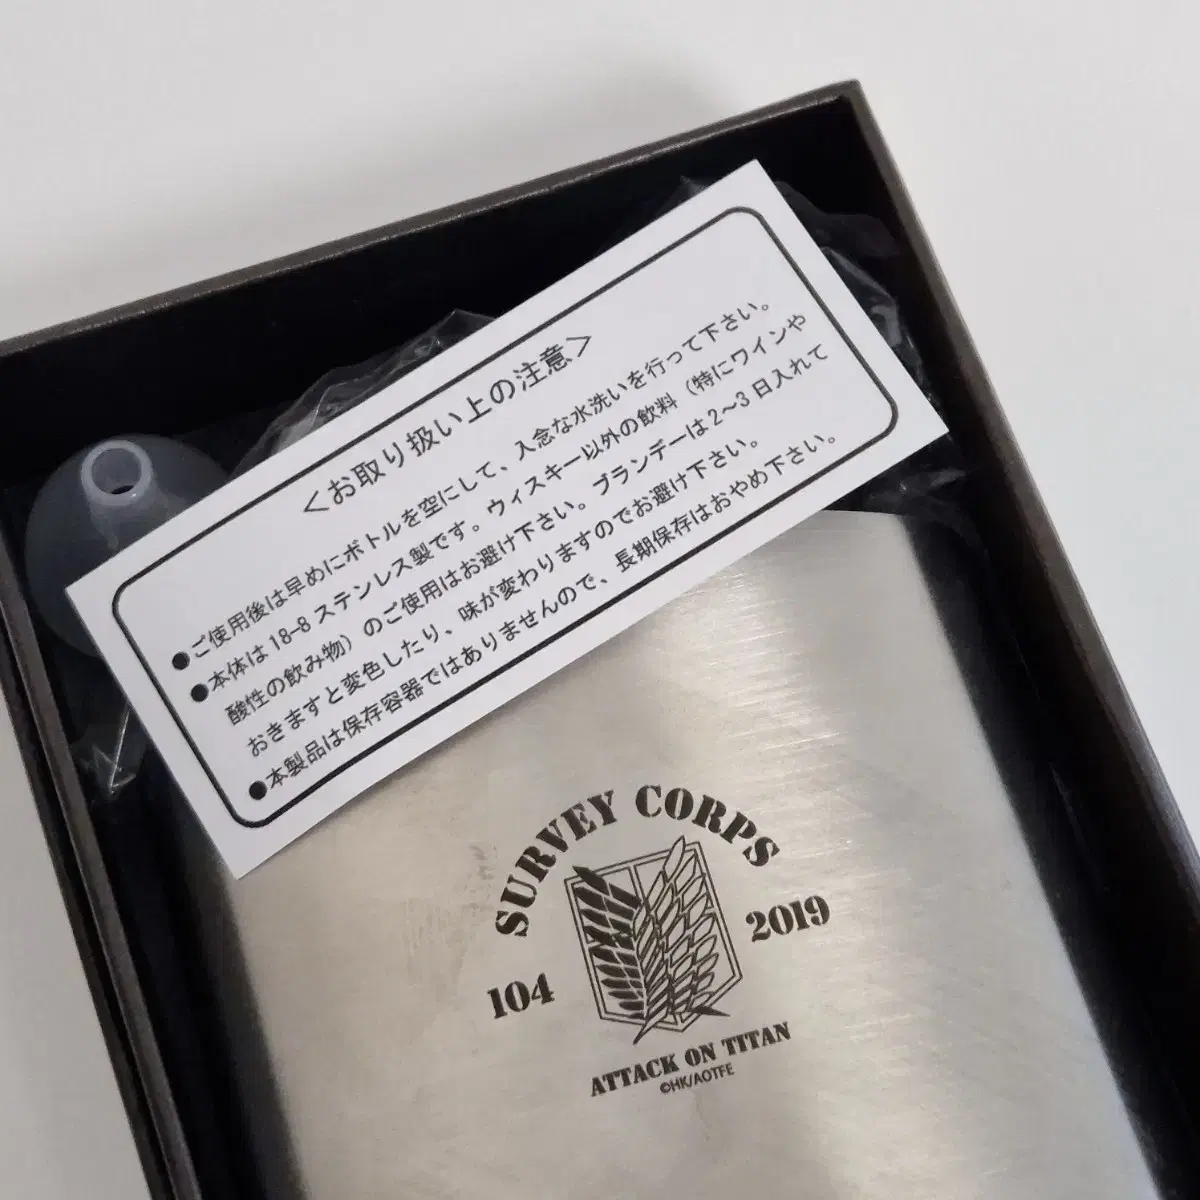 ＜お取り扱い上の注意＞
●ご使用後は早めにボトルを空にして、入念な水洗いを行って下さい。
●本体は18-8ステンレス製です。ウィスキー以外の飲料（特にワインや
酸性の飲み物）のご使用はお避け下さい。ブランデーは2～3日入れて
おきますと変色したり、味が変わりますのでお避け下さい。
●本製品は保存容器ではありませんので、長期保存はおやめ下さい。
SURVEY CORPS
104 2019
ATTACK ON TITAN
©HK/AOTFE